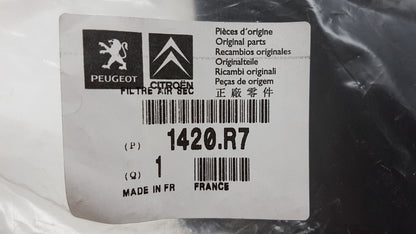 PEUGEOT
CITROËN
Pièces d'origine
Original parts
Recambios originales
Originalteile
Ricambi originali
Peças de origem
正廠零件
FILTRE AIR SEC
(P) 1420.R7
(Q) 1
MADE IN FR FRANCE